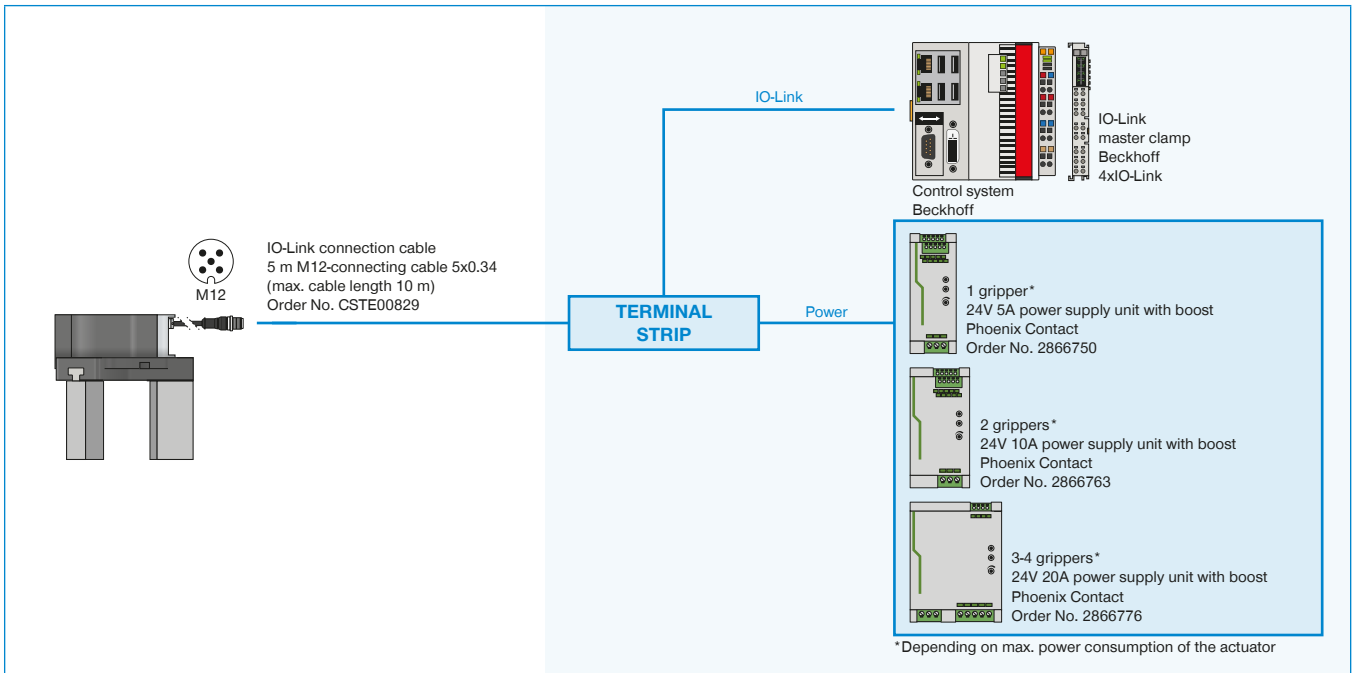 IO-Link
IO-Link
master clamp
Beckhoff
4xIO-Link
Control system
Beckhoff
M12
IO-Link connection cable
5 m M12-connecting cable 5x0.34
(max. cable length 10 m)
Order No. CSTE00829
TERMINAL
STRIP
Power
1 gripper*
24V 5A power supply unit with boost
Phoenix Contact
Order No. 2866750
2 grippers*
24V 10A power supply unit with boost
Phoenix Contact
Order No. 2866763
3-4 grippers*
24V 20A power supply unit with boost
Phoenix Contact
Order No. 2866776
*Depending on max. power consumption of the actuator